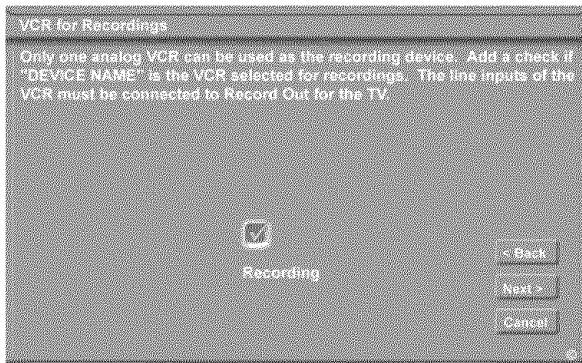 VCR for Recordings
Only one analog VCR can be used as the recording device. Add a check if
"DEVICE NAME" is the VCR selected for recordings. The line inputs of the
VCR must be connected to Record Out for the TV.
Recording
< Back
Next >
Cancel